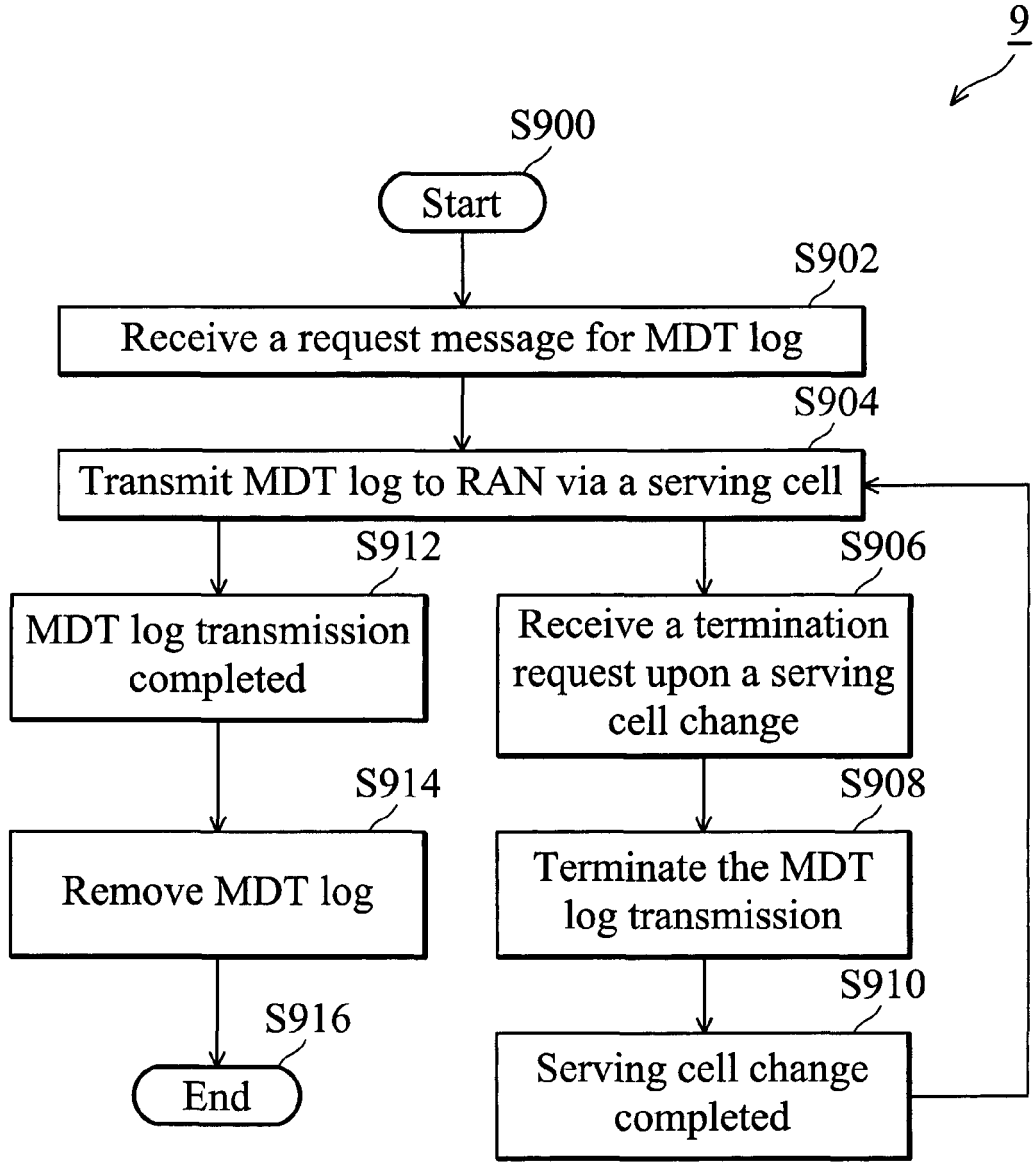 9
S900
Start
S902
Receive a request message for MDT log
S904
Transmit MDT log to RAN via a serving cell
S912
MDT log transmission
completed
S906
Receive a termination
request upon a serving
cell change
S914
Remove MDT log
S908
Terminate the MDT
log transmission
S916
End
S910
Serving cell change
completed